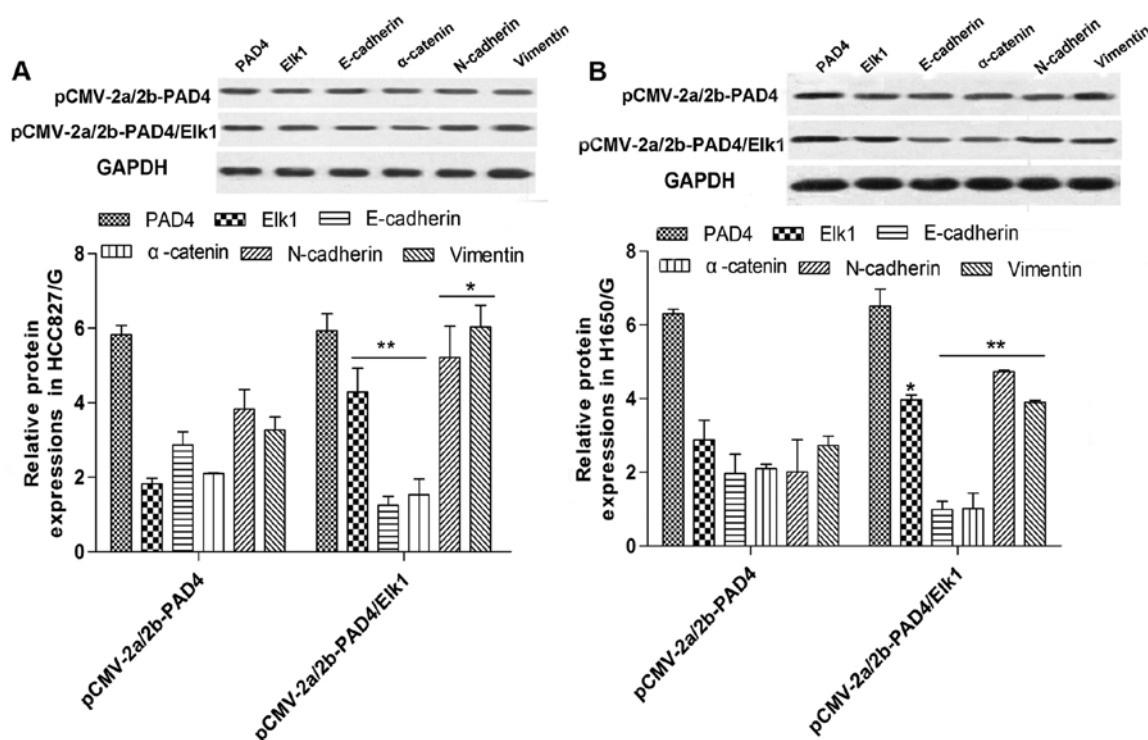 A
PAD4
Elk1
E-cadherin
α-catenin
N-cadherin
Vimentin
pCMV-2a/2b-PAD4
pCMV-2a/2b-PAD4/Elk1
GAPDH
PAD4 Elk1 E-cadherin
α-catenin N-cadherin Vimentin
Relative protein
expressions in HCC827/G
8
6
4
2
0
**
*
pCMV-2a/2b-PAD4
pCMV-2a/2b-PAD4/Elk1
B
PAD4
Elk1
E-cadherin
α-catenin
N-cadherin
Vimentin
pCMV-2a/2b-PAD4
pCMV-2a/2b-PAD4/Elk1
GAPDH
PAD4 Elk1 E-cadherin
α-catenin N-cadherin Vimentin
Relative protein
expressions in H1650/G
8
6
4
2
0
*
**
pCMV-2a/2b-PAD4
pCMV-2a/2b-PAD4/Elk1